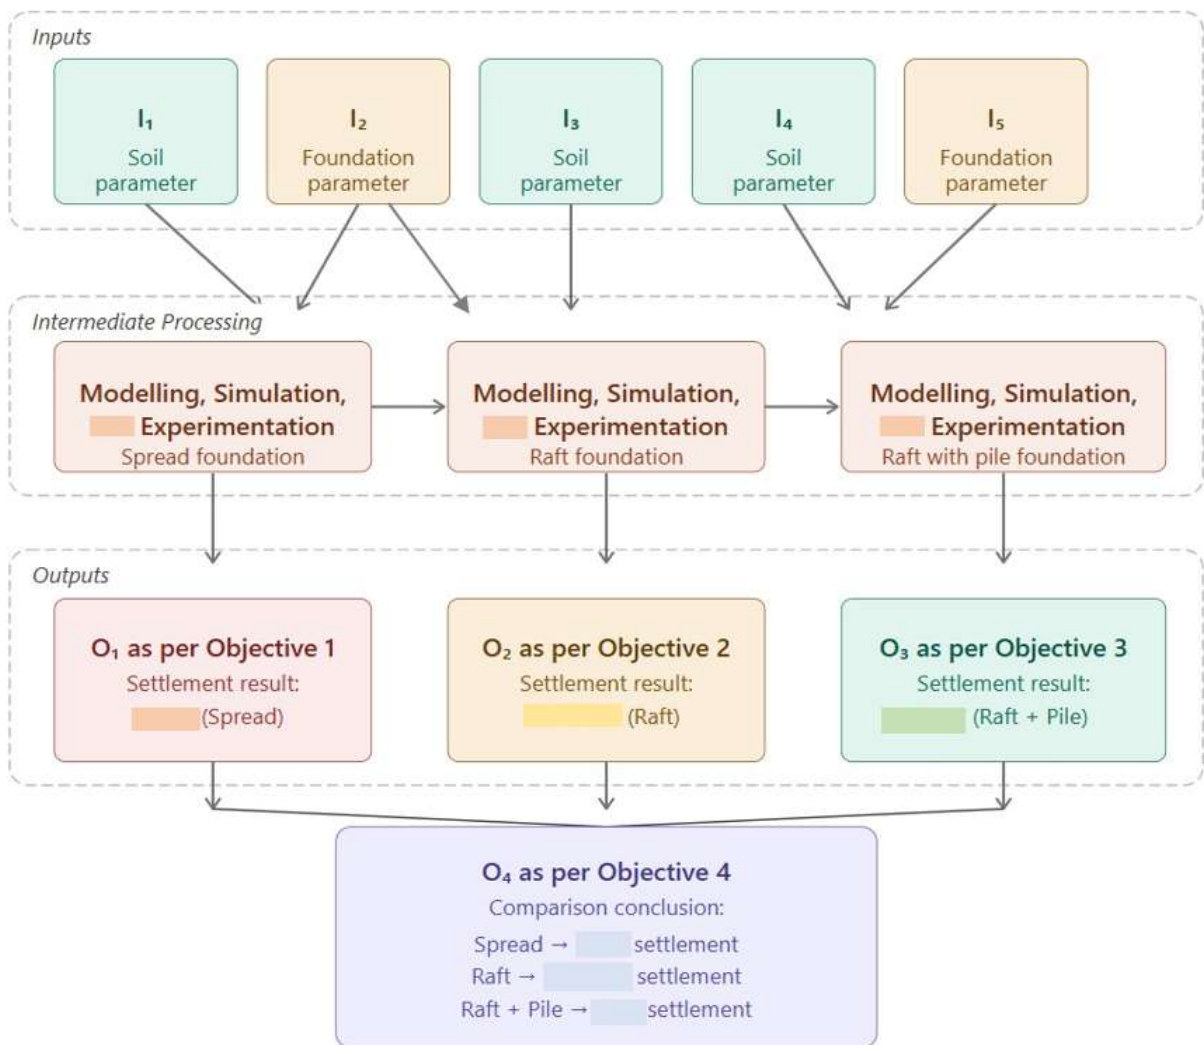 Inputs
I₁
Soil
parameter
I₂
Foundation
parameter
I₃
Soil
parameter
I₄
Soil
parameter
I₅
Foundation
parameter
Intermediate Processing
Modelling, Simulation,
Experimentation
Spread foundation
Modelling, Simulation,
Experimentation
Raft foundation
Modelling, Simulation,
Experimentation
Raft with pile foundation
Outputs
O₁ as per Objective 1
Settlement result:
(Spread)
O₂ as per Objective 2
Settlement result:
(Raft)
O₃ as per Objective 3
Settlement result:
(Raft + Pile)
O₄ as per Objective 4
Comparison conclusion:
Spread → settlement
Raft → settlement
Raft + Pile → settlement